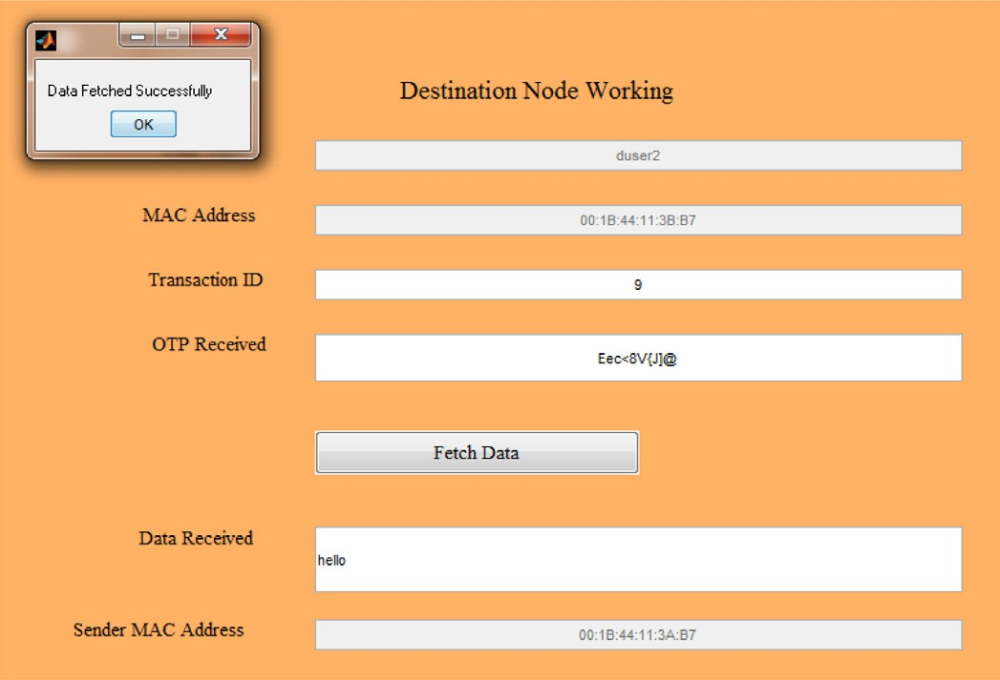 Data Fetched Successfully
OK
Destination Node Working
duser2
MAC Address
00:1B:44:11:3B:B7
Transaction ID
9
OTP Received
Eec<8V{J]@
Fetch Data
Data Received
hello
Sender MAC Address
00:1B:44:11:3A:B7